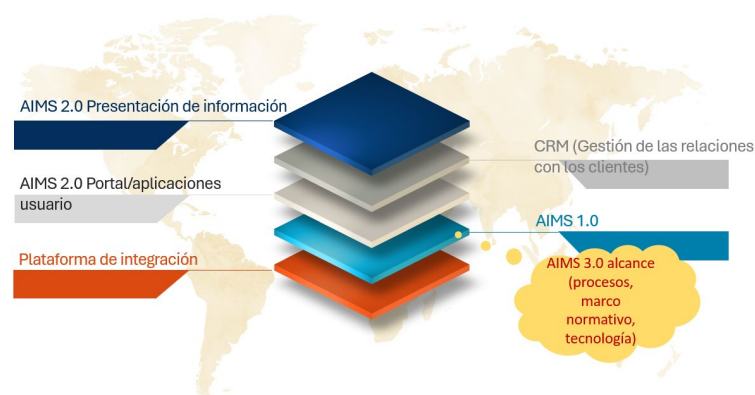 AIMS 2.0 Presentación de información
CRM (Gestión de las relaciones
con los clientes)
AIMS 2.0 Portal/aplicaciones
usuario
AIMS 1.0
Plataforma de integración
AIMS 3.0 alcance
(procesos,
marco
normativo,
tecnología)